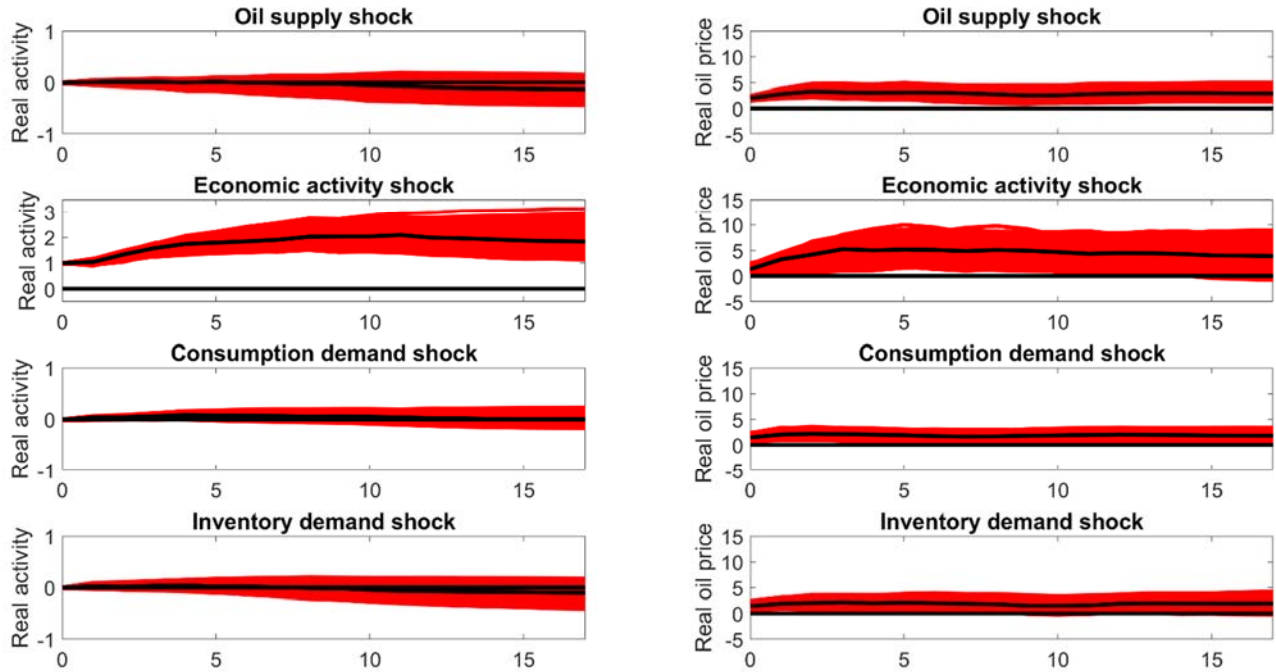 Oil supply shock
Real activity
1
0
-1
0 5 10 15
Oil supply shock
Real oil price
15
10
5
0
-5
0 5 10 15
Economic activity shock
Real activity
3
2
1
0
0 5 10 15
Economic activity shock
Real oil price
15
10
5
0
-5
0 5 10 15
Consumption demand shock
Real activity
1
0
-1
0 5 10 15
Consumption demand shock
Real oil price
15
10
5
0
-5
0 5 10 15
Inventory demand shock
Real activity
1
0
-1
0 5 10 15
Inventory demand shock
Real oil price
15
10
5
0
-5
0 5 10 15